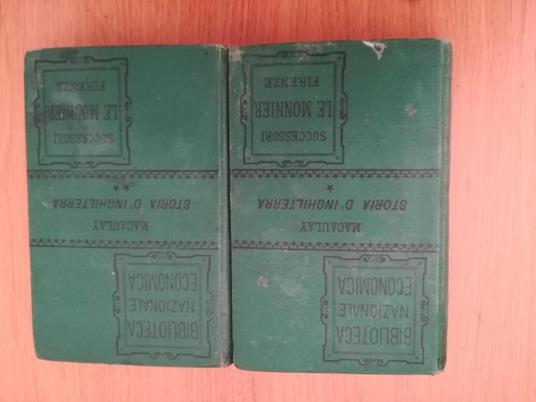 BIBLIOTECA
NAZIONALE
ECONOMICA
MACAULAY
STORIA D'INGHILTERRA
*
SUCCESSORI
LE MONNIER
FIRENZE
BIBLIOTECA
NAZIONALE
ECONOMICA
MACAULAY
STORIA D'INGHILTERRA
**
SUCCESSORI
LE MONNIER
FIRENZE